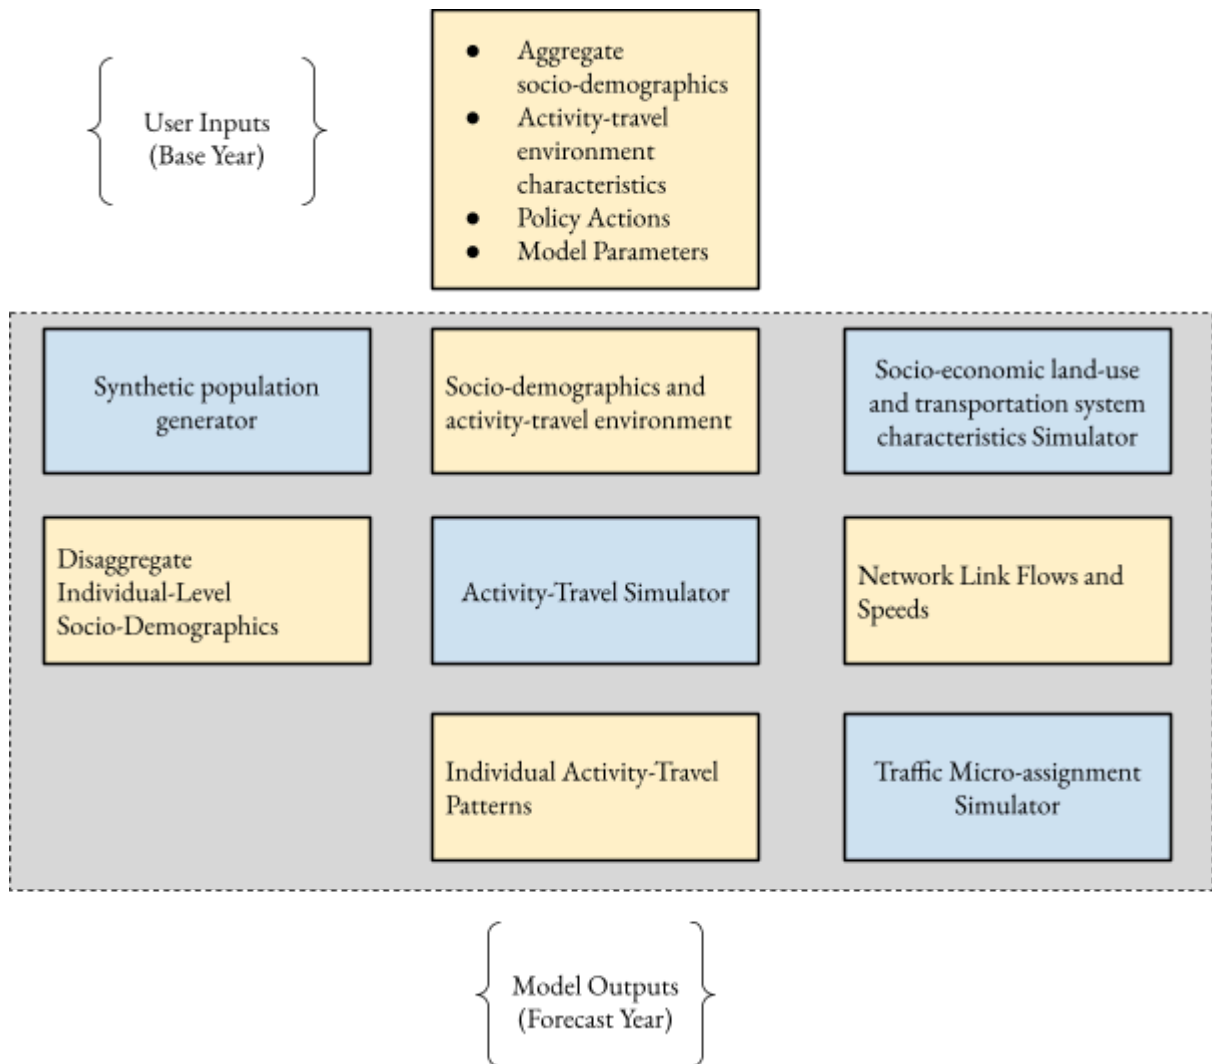 User Inputs
(Base Year)
● Aggregate
socio-demographics
● Activity-travel
environment
characteristics
● Policy Actions
● Model Parameters
Synthetic population
generator
Socio-demographics and
activity-travel environment
Socio-economic land-use
and transportation system
characteristics Simulator
Disaggregate
Individual-Level
Socio-Demographics
Activity-Travel Simulator
Network Link Flows and
Speeds
Individual Activity-Travel
Patterns
Traffic Micro-assignment
Simulator
Model Outputs
(Forecast Year)